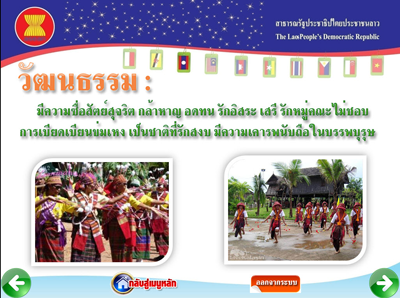 สาธารณรัฐประชาธิปไตยประชาชนลาว
The LaosPeople's Democratic Republic
วัฒนธรรม :
มีความซื่อสัตย์สุจริต กล้าหาญ อดทน รักอิสระ เสรี รักหมู่คณะไม่ชอบ
การเบียดเบียนข่มเหง เป็นชาติที่รักสงบ มีความเคารพนับถือในบรรพบุรุษ
กลับสู่เมนูหลัก
ออกจากระบบ